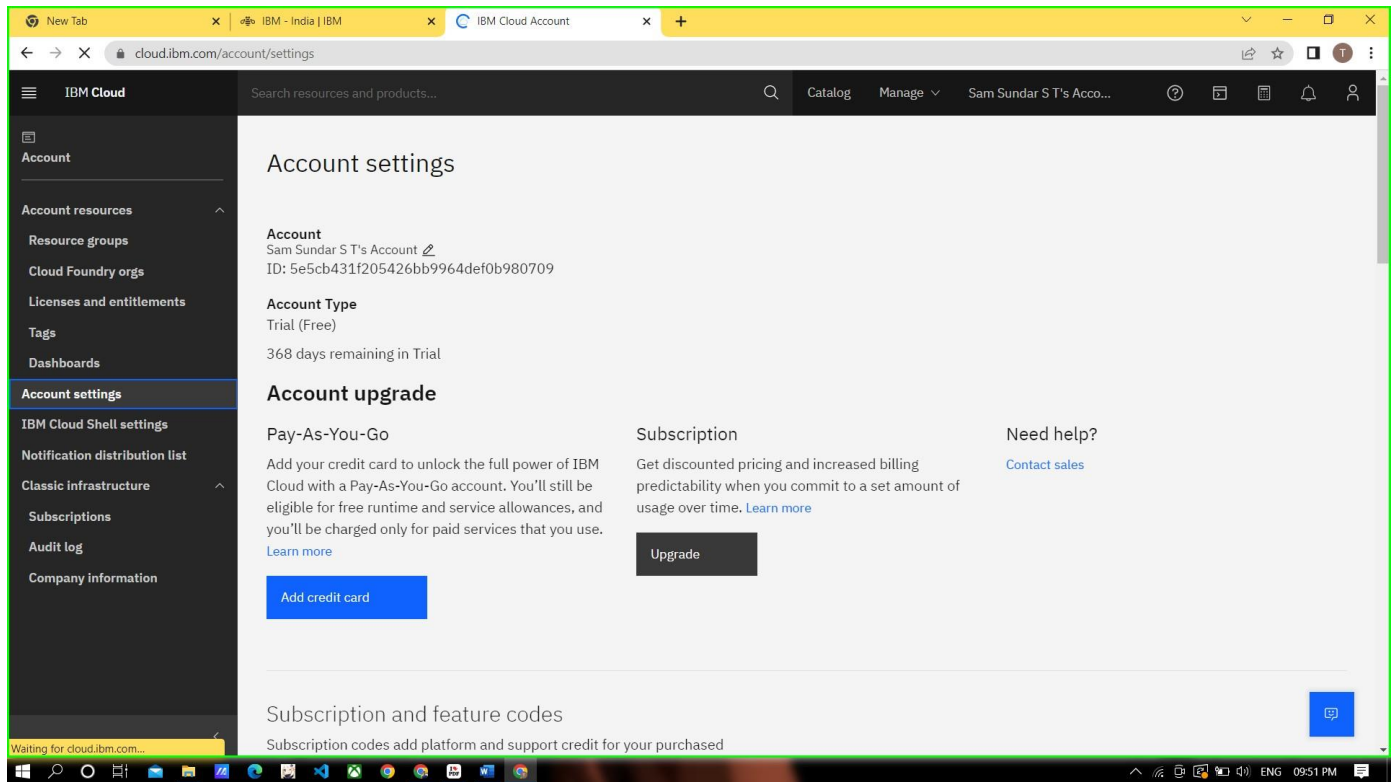 New Tab
IBM - India | IBM
IBM Cloud Account
cloud.ibm.com/account/settings
T
IBM Cloud
Search resources and products...
Catalog
Manage
Sam Sundar S T's Acco...
Account
Account resources
Resource groups
Cloud Foundry orgs
Licenses and entitlements
Tags
Dashboards
Account settings
IBM Cloud Shell settings
Notification distribution list
Classic infrastructure
Subscriptions
Audit log
Company information
Waiting for cloud.ibm.com...
Account settings
Account
Sam Sundar S T's Account
ID: 5e5cb431f205426bb9964def0b980709
Account Type
Trial (Free)
368 days remaining in Trial
Account upgrade
Pay-As-You-Go
Add your credit card to unlock the full power of IBM
Cloud with a Pay-As-You-Go account. You'll still be
eligible for free runtime and service allowances, and
you'll be charged only for paid services that you use.
Learn more
Add credit card
Subscription
Get discounted pricing and increased billing
predictability when you commit to a set amount of
usage over time. Learn more
Upgrade
Need help?
Contact sales
Subscription and feature codes
Subscription codes add platform and support credit for your purchased
ENG
09:51 PM